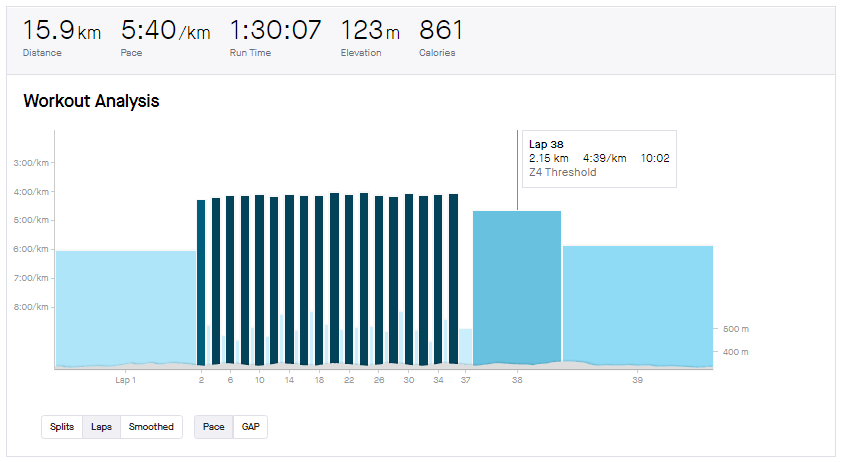 15.9 km 5:40 /km 1:30:07 123 m 861
Distance Pace Run Time Elevation Calories
Workout Analysis
Lap 38
2.15 km 4:39/km 10:02
Z4 Threshold
3:00/km
4:00/km
5:00/km
6:00/km
7:00/km
8:00/km
500 m
400 m
Lap 1 2 6 10 14 18 22 26 30 34 37 38 39
Splits Laps Smoothed Pace GAP